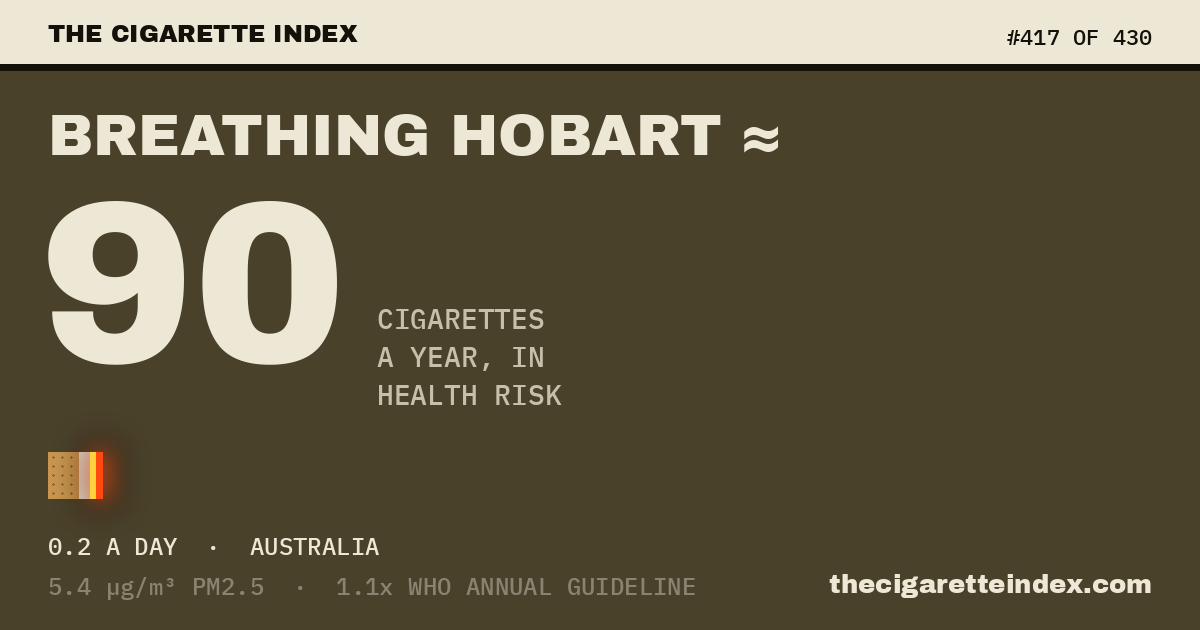 THE CIGARETTE INDEX
#417 OF 430
BREATHING HOBART ≈
90
CIGARETTES
A YEAR, IN
HEALTH RISK
0.2 A DAY · AUSTRALIA
5.4 µg/m³ PM2.5 · 1.1x WHO ANNUAL GUIDELINE
thecigaretteindex.com